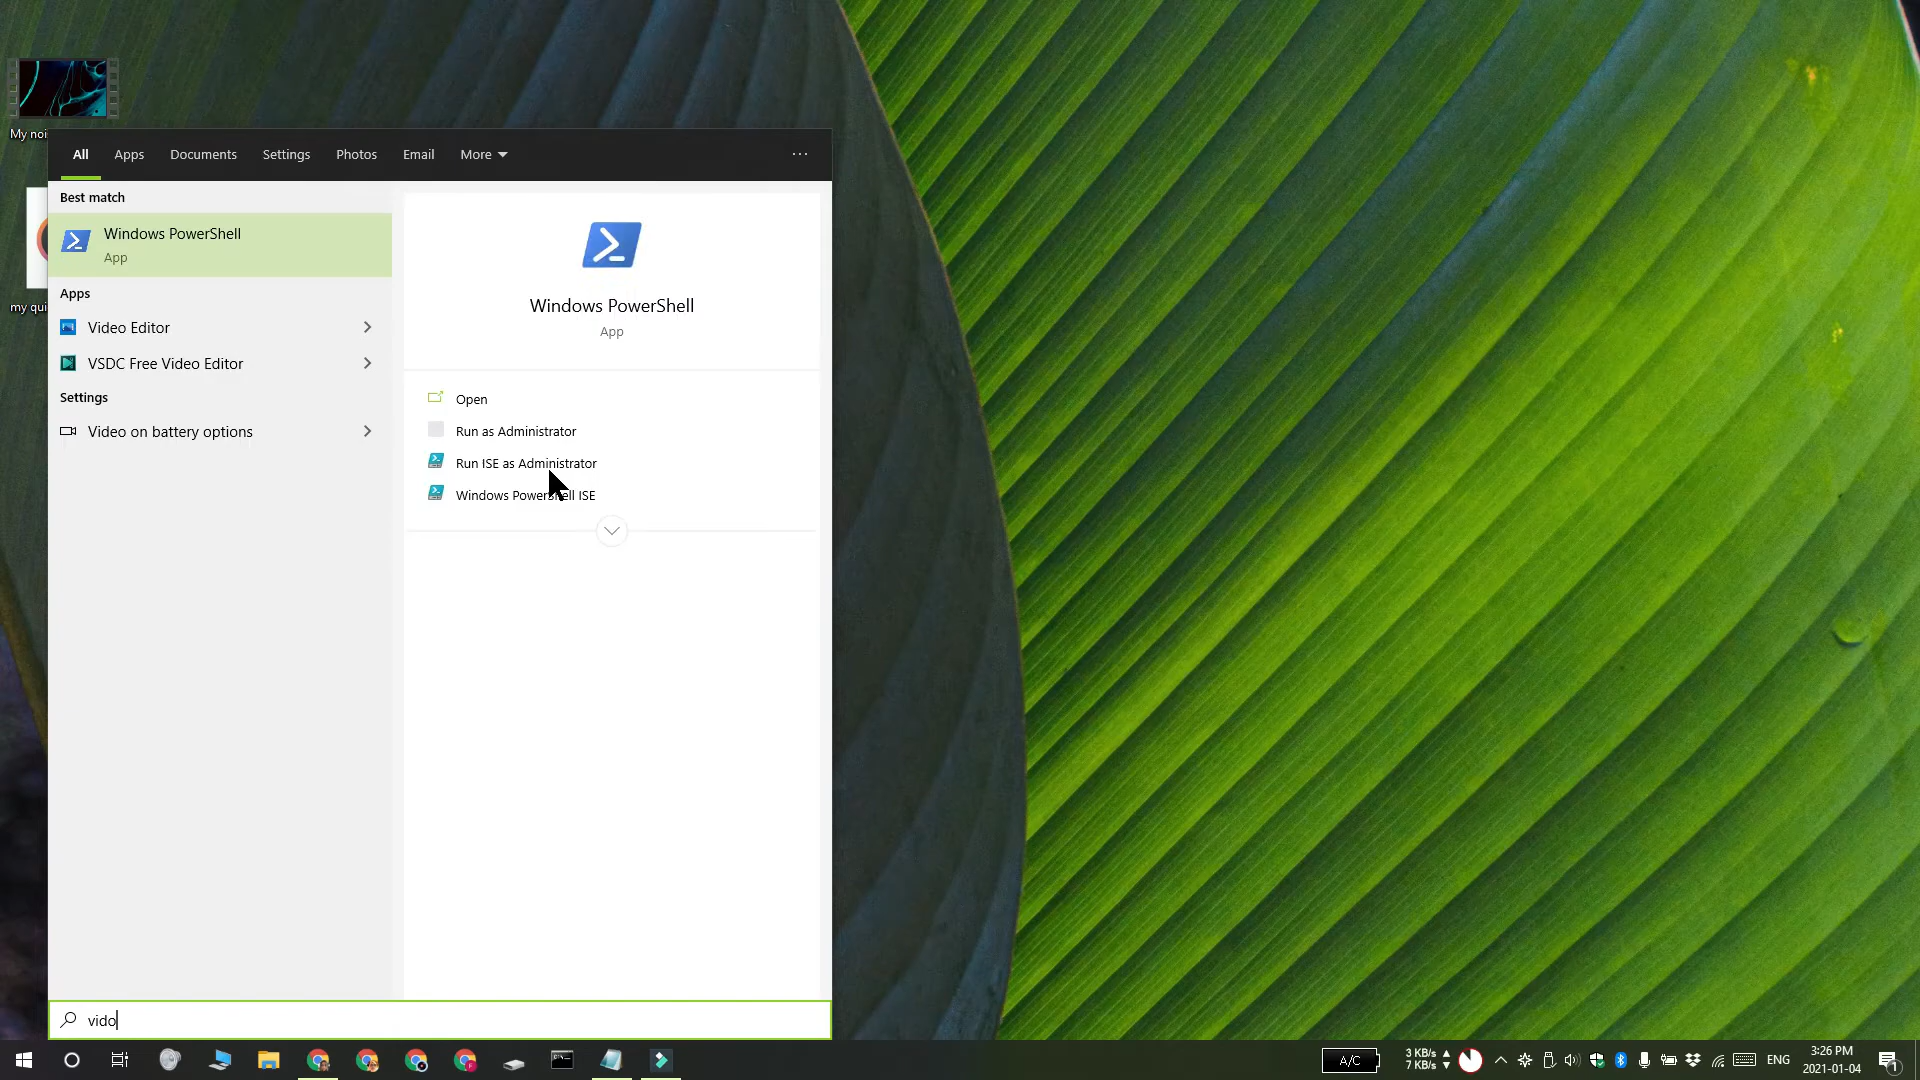 My noi
my qui
All Apps Documents Settings Photos Email More
Best match
Windows PowerShell
App
Apps
Video Editor
VSDC Free Video Editor
Settings
Video on battery options
Windows PowerShell
App
Open
Run as Administrator
Run ISE as Administrator
Windows PowerShell ISE
vido
A/C
3 KB/s
7 KB/s
ENG
3:26 PM
2021-01-04
1